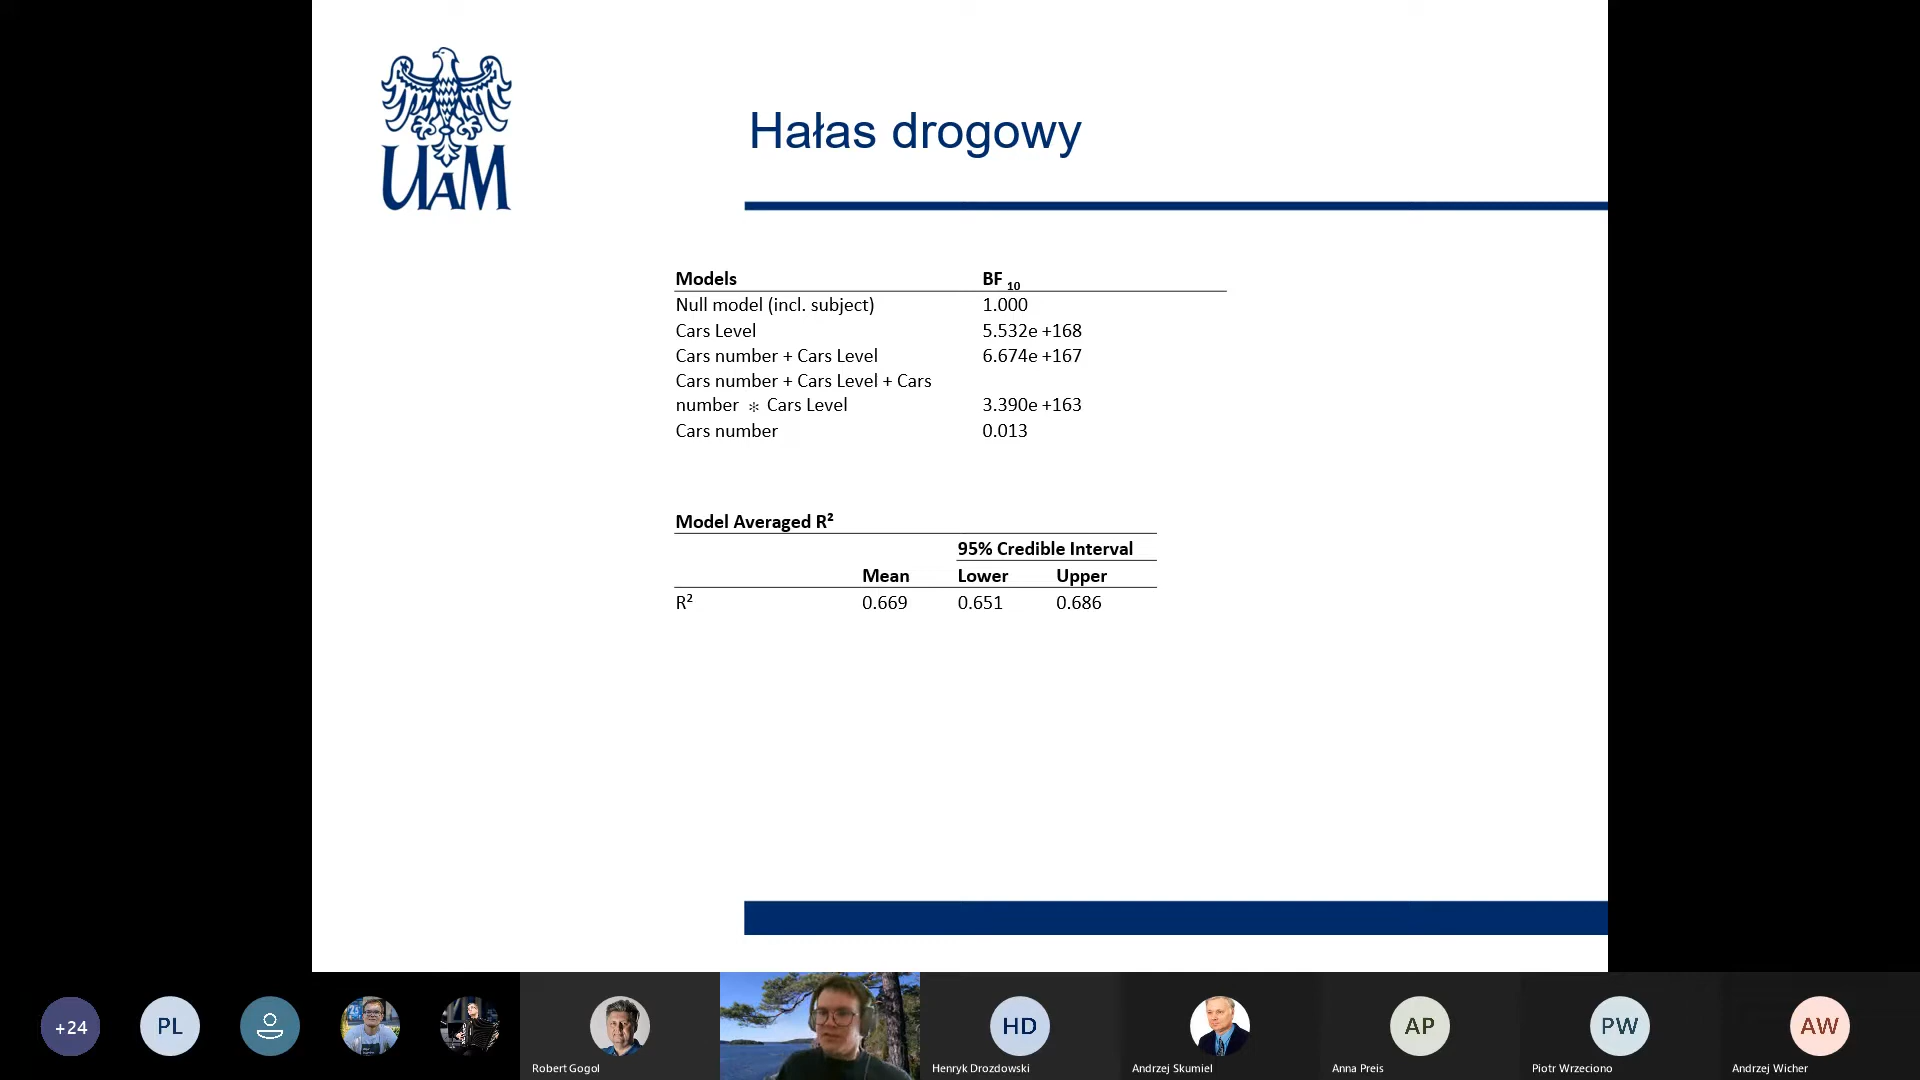 UAM
Hałas drogowy
Models BF 10
Null model (incl. subject) 1.000
Cars Level 5.532e +168
Cars number + Cars Level 6.674e +167
Cars number + Cars Level + Cars
number ∗ Cars Level 3.390e +163
Cars number 0.013
Model Averaged R²
95% Credible Interval
Mean Lower Upper
R² 0.669 0.651 0.686
+24 PL HD AP PW AW
Robert Gogol Henryk Drozdowski Andrzej Skumiel Anna Preis Piotr Wrzeciono Andrzej Wicher